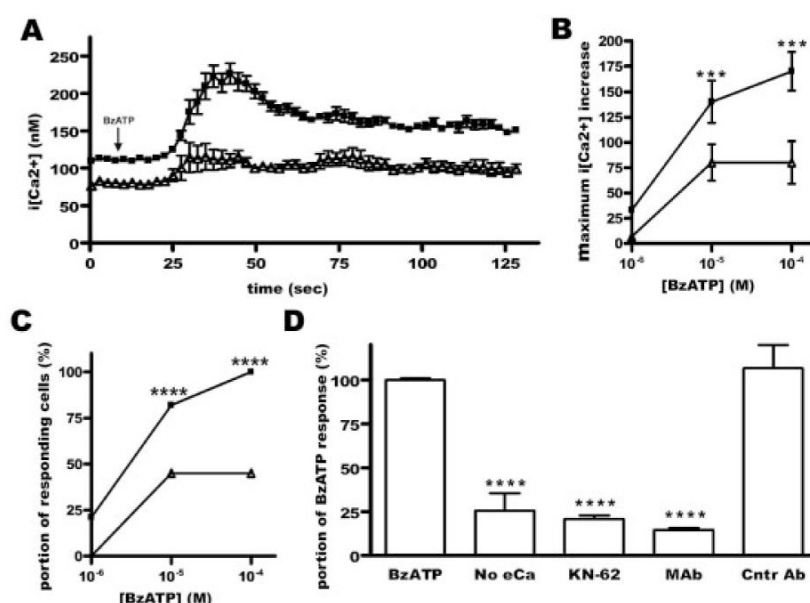 A
i[Ca2+] (nM)
250
200
150
100
50
0
BzATP
0 25 50 75 100 125
time (sec)
B
maximum i[Ca2+] increase
200
175
150
125
100
75
50
25
0
***
***
10-6 10-5 10-4
[BzATP] (M)
C
portion of responding cells (%)
100
75
50
25
0
****
****
10-6 10-5 10-4
[BzATP] (M)
D
portion of BzATP response (%)
100
75
50
25
0
****
****
****
BzATP No eCa KN-62 MAb Cntr Ab